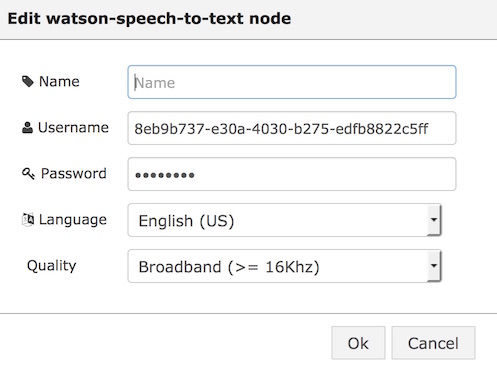 Edit watson-speech-to-text node
Name Name
Username 8eb9b737-e30a-4030-b275-edfb8822c5ff
Password ••••••••
Language English (US)
Quality Broadband (>= 16Khz)
Ok Cancel